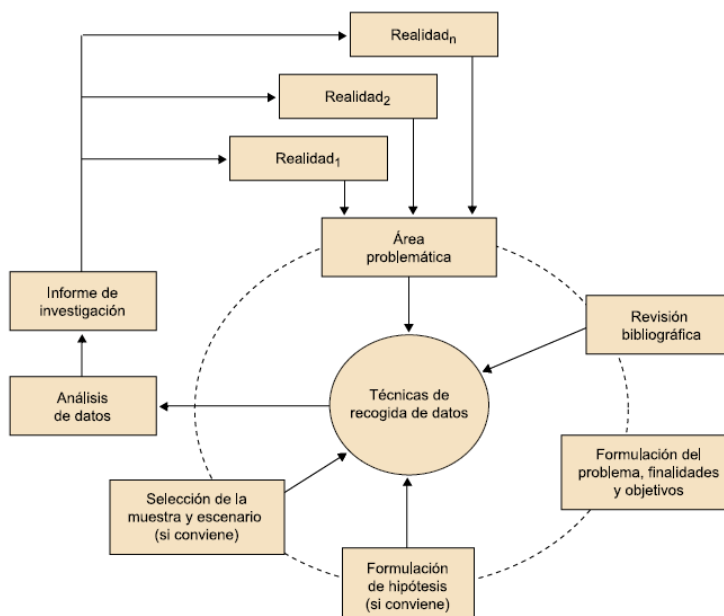 Realidadn
Realidad2
Realidad1
Área
problemática
Informe de
investigación
Revisión
bibliográfica
Técnicas de
recogida de datos
Análisis
de datos
Formulación del
problema, finalidades
y objetivos
Selección de la
muestra y escenario
(si conviene)
Formulación
de hipótesis
(si conviene)